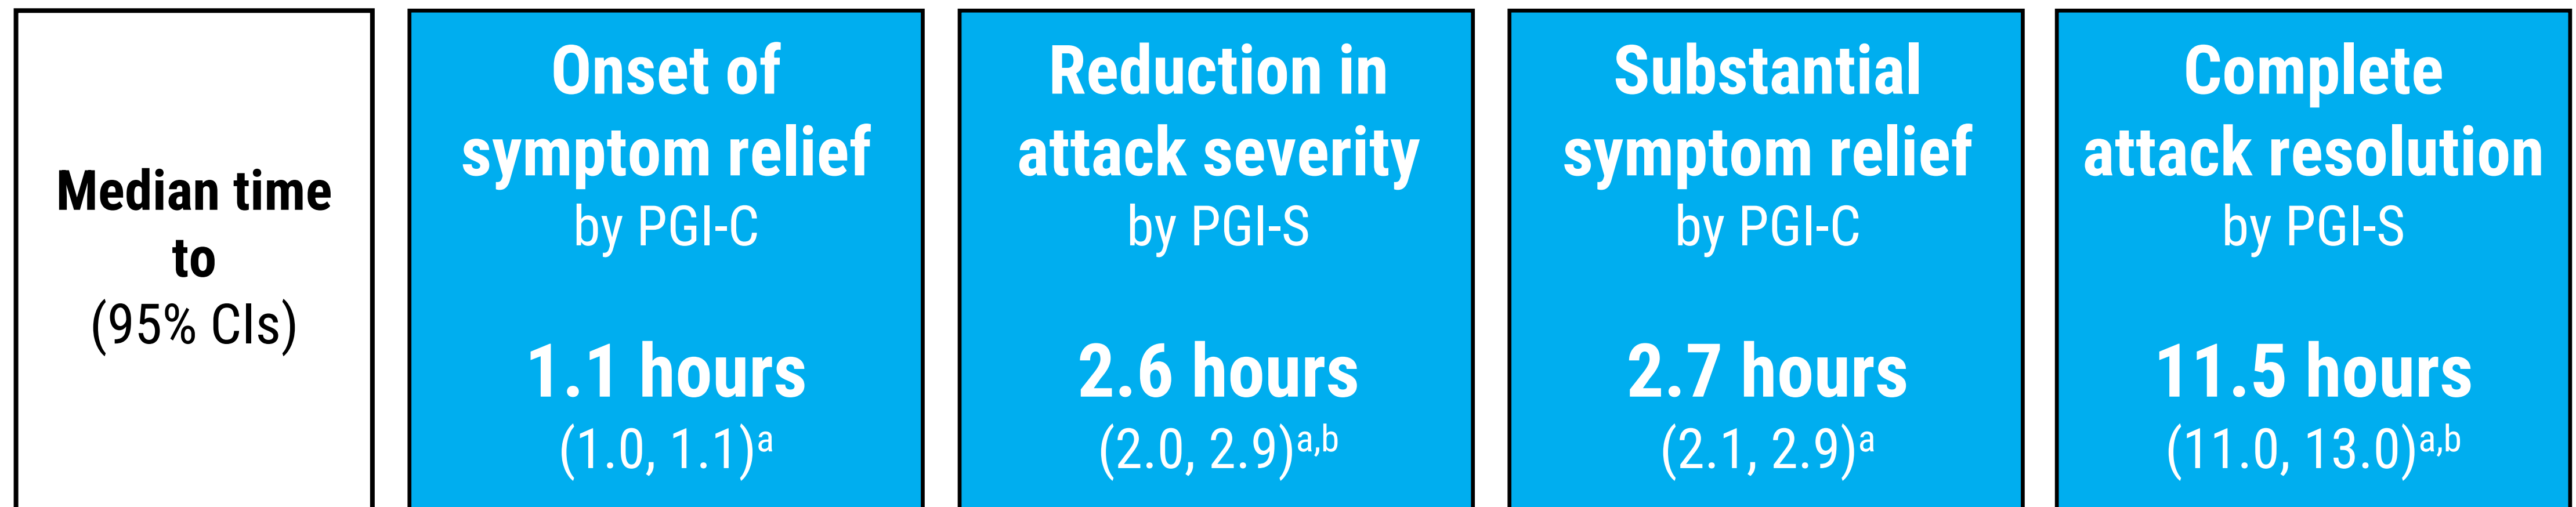 Median time
to
(95% CIs)
Onset of
symptom relief
by PGI-C
1.1 hours
(1.0, 1.1)ᵃ
Reduction in
attack severity
by PGI-S
2.6 hours
(2.0, 2.9)ᵃ,ᵇ
Substantial
symptom relief
by PGI-C
2.7 hours
(2.1, 2.9)ᵃ
Complete
attack resolution
by PGI-S
11.5 hours
(11.0, 13.0)ᵃ,ᵇ